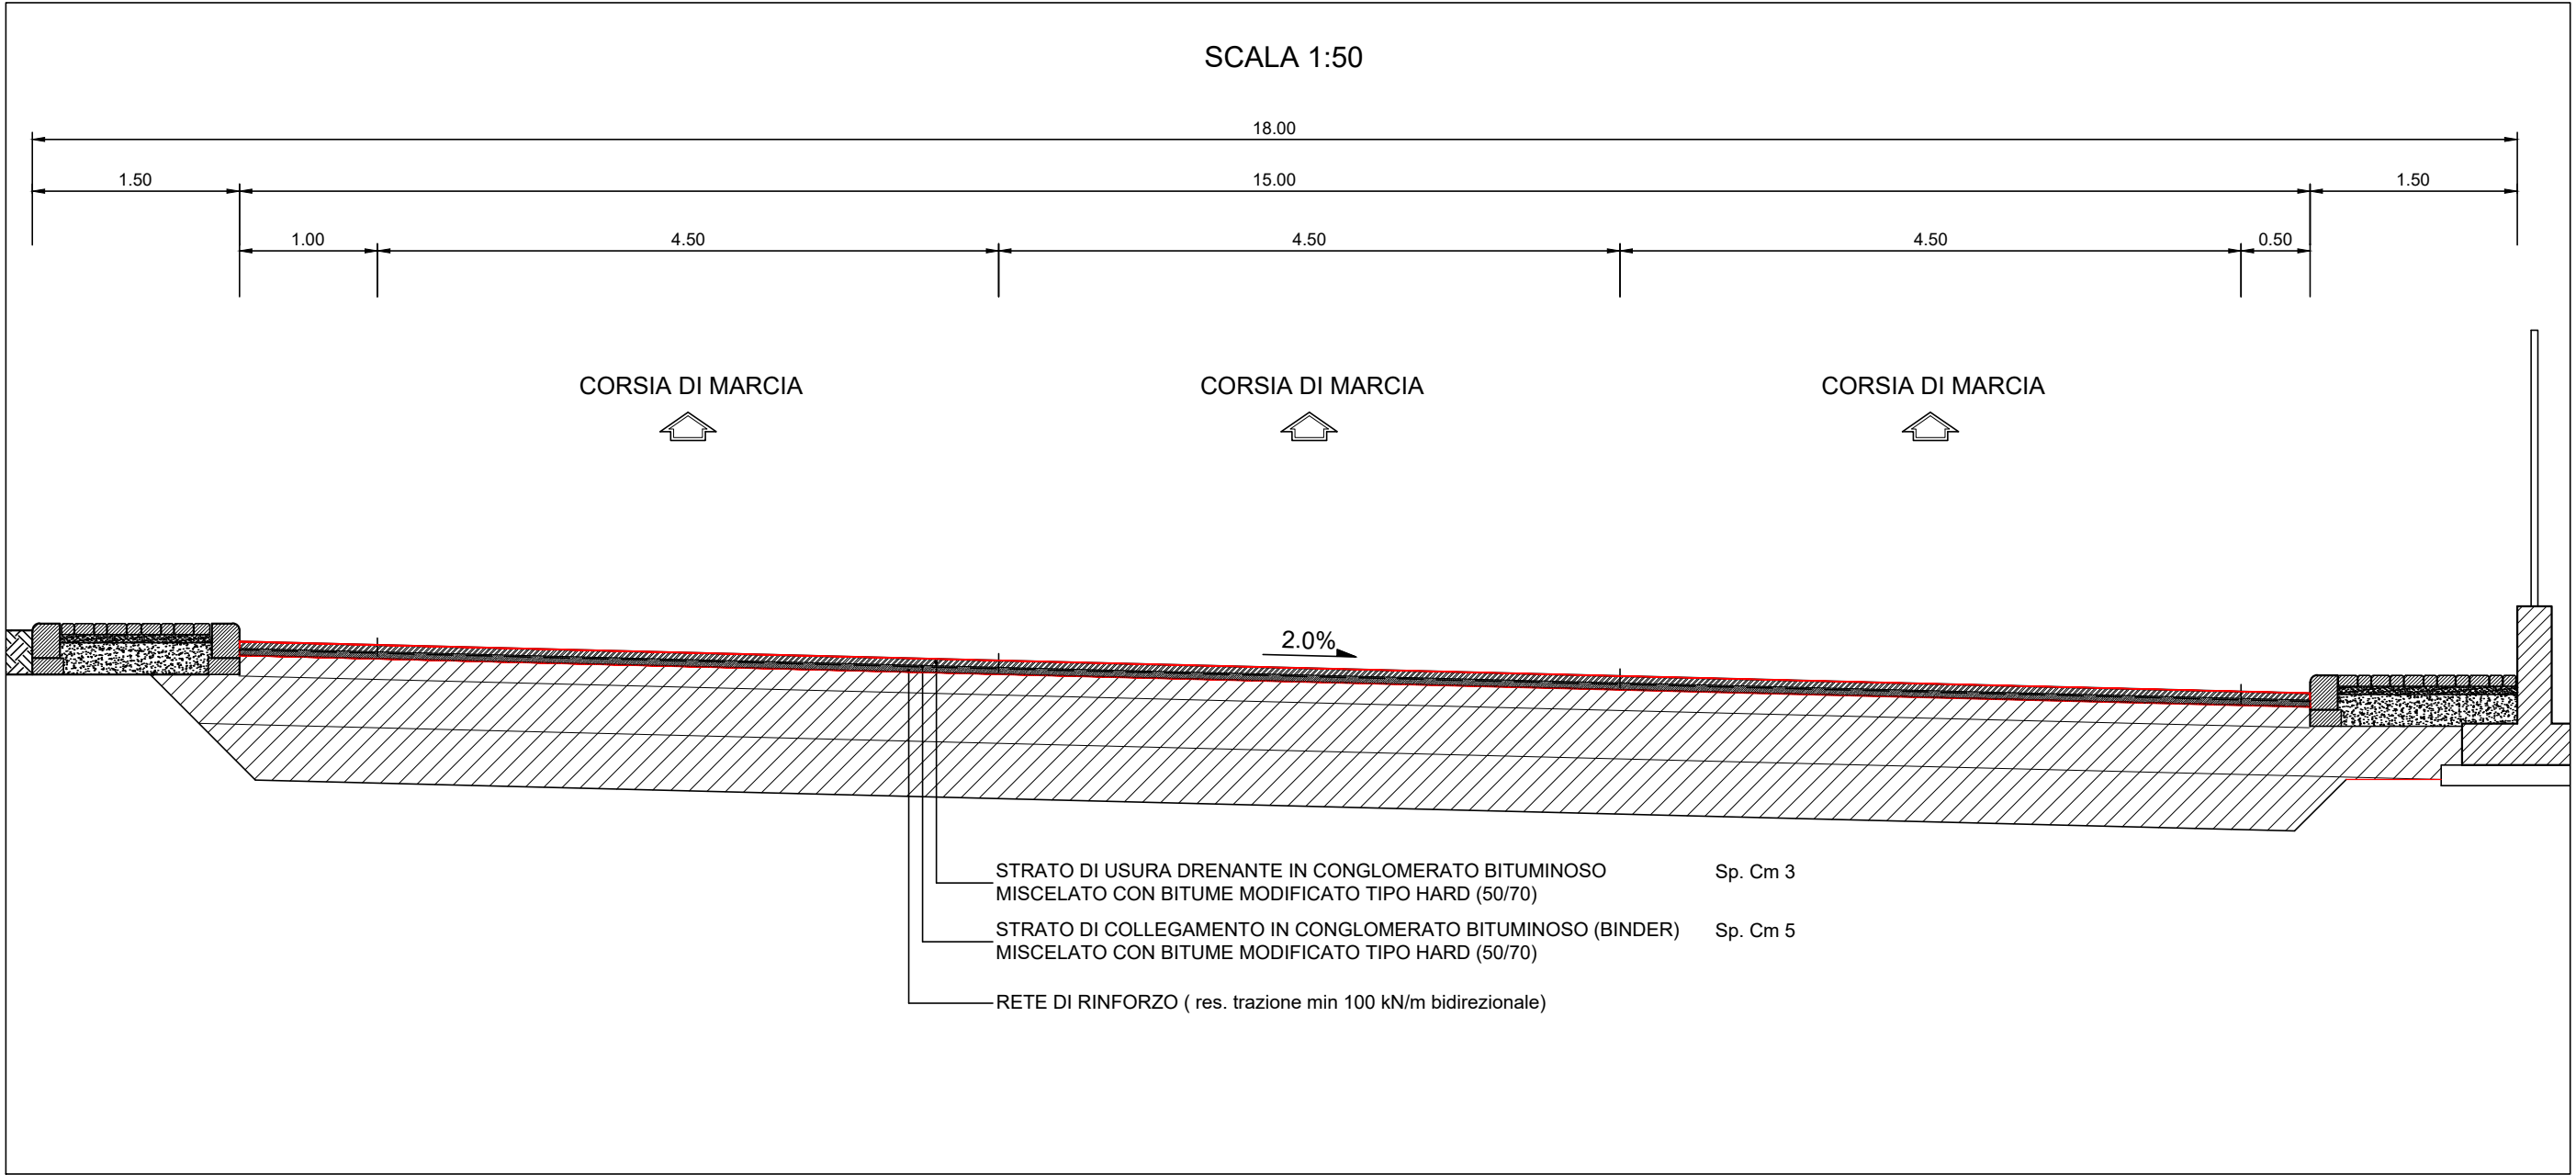 SCALA 1:50
18.00
1.50 15.00 1.50
1.00 4.50 4.50 4.50 0.50
CORSIA DI MARCIA CORSIA DI MARCIA CORSIA DI MARCIA
2.0%
STRATO DI USURA DRENANTE IN CONGLOMERATO BITUMINOSO Sp. Cm 3
MISCELATO CON BITUME MODIFICATO TIPO HARD (50/70)
STRATO DI COLLEGAMENTO IN CONGLOMERATO BITUMINOSO (BINDER) Sp. Cm 5
MISCELATO CON BITUME MODIFICATO TIPO HARD (50/70)
RETE DI RINFORZO ( res. trazione min 100 kN/m bidirezionale)